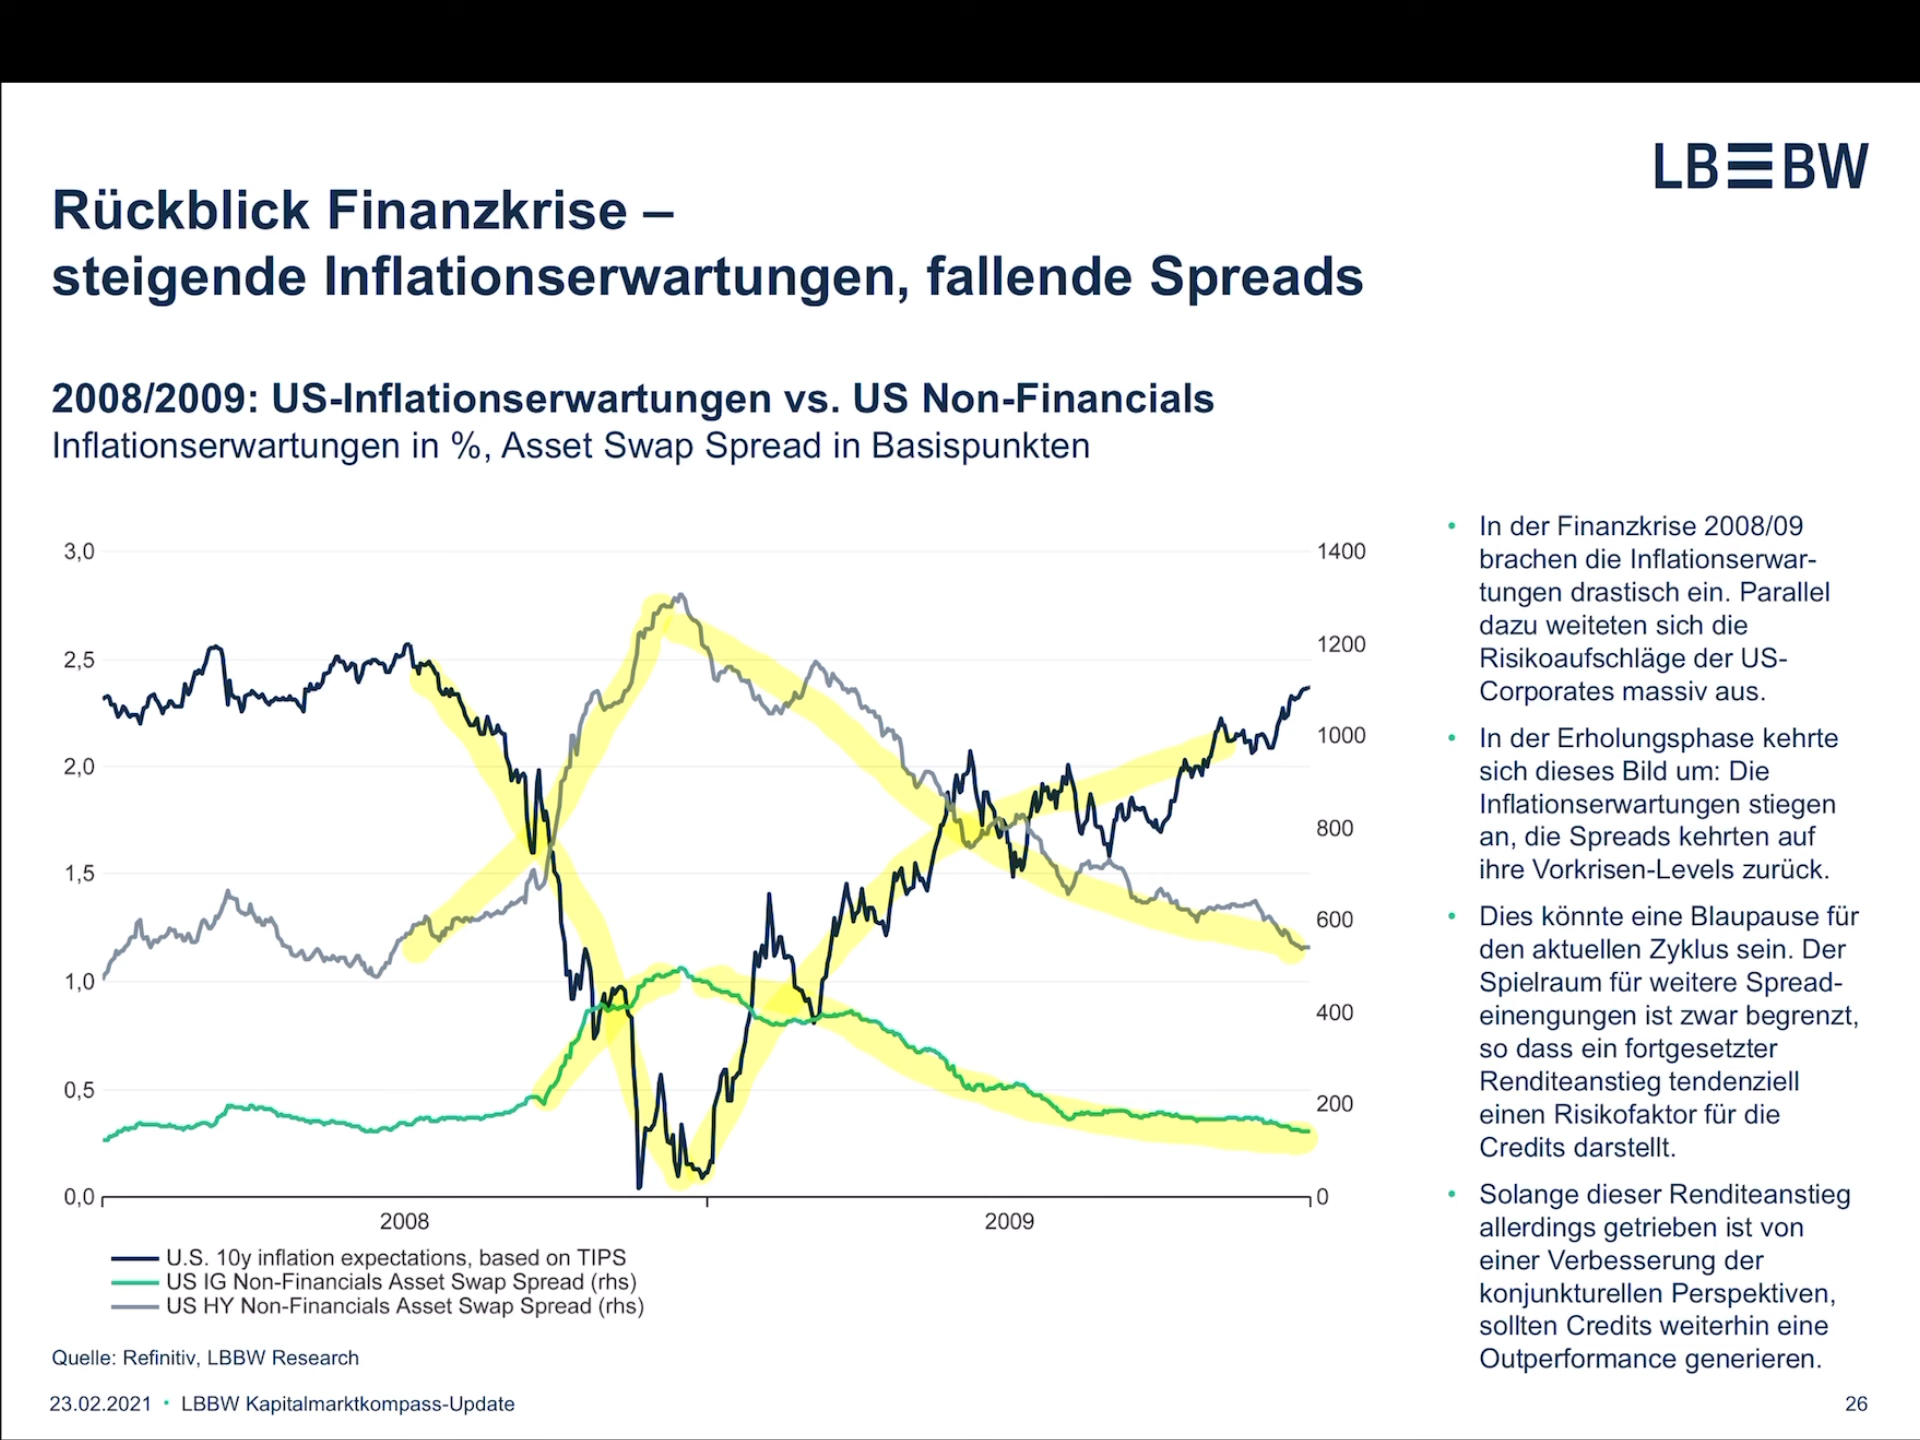 LBBW
Rückblick Finanzkrise –
steigende Inflationserwartungen, fallende Spreads
2008/2009: US-Inflationserwartungen vs. US Non-Financials
Inflationserwartungen in %, Asset Swap Spread in Basispunkten
3,0
2,5
2,0
1,5
1,0
0,5
0,0
1400
1200
1000
800
600
400
200
0
2008
2009
U.S. 10y inflation expectations, based on TIPS
US IG Non-Financials Asset Swap Spread (rhs)
US HY Non-Financials Asset Swap Spread (rhs)
• In der Finanzkrise 2008/09
brachen die Inflationserwar-
tungen drastisch ein. Parallel
dazu weiteten sich die
Risikoaufschläge der US-
Corporates massiv aus.
• In der Erholungsphase kehrte
sich dieses Bild um: Die
Inflationserwartungen stiegen
an, die Spreads kehrten auf
ihre Vorkrisen-Levels zurück.
• Dies könnte eine Blaupause für
den aktuellen Zyklus sein. Der
Spielraum für weitere Spread-
einengungen ist zwar begrenzt,
so dass ein fortgesetzter
Renditeanstieg tendenziell
einen Risikofaktor für die
Credits darstellt.
• Solange dieser Renditeanstieg
allerdings getrieben ist von
einer Verbesserung der
konjunkturellen Perspektiven,
sollten Credits weiterhin eine
Outperformance generieren.
Quelle: Refinitiv, LBBW Research
23.02.2021 • LBBW Kapitalmarktkompass-Update
26